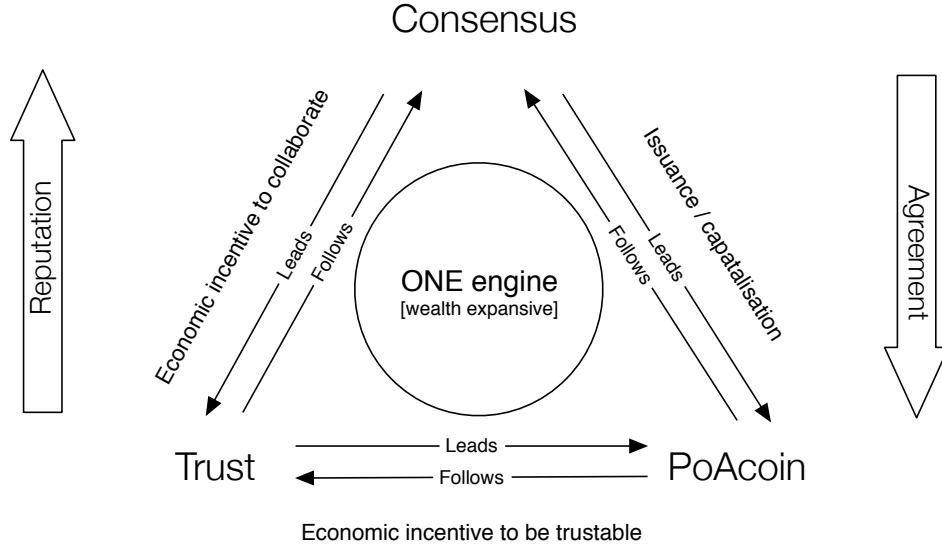 Consensus
Reputation
Economic incentive to collaborate
Leads
Follows
ONE engine
[wealth expansive]
Follows
Leads
Issuance / capatalisation
Agreement
Trust
Leads
Follows
PoAcoin
Economic incentive to be trustable